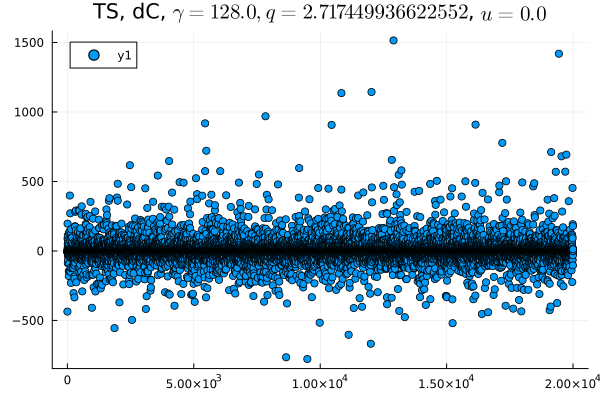 TS, dC, γ = 128.0, q = 2.717449936622552, u = 0.0
y1
1500
1000
500
0
−500
0 5.00×10³ 1.00×10⁴ 1.50×10⁴ 2.00×10⁴